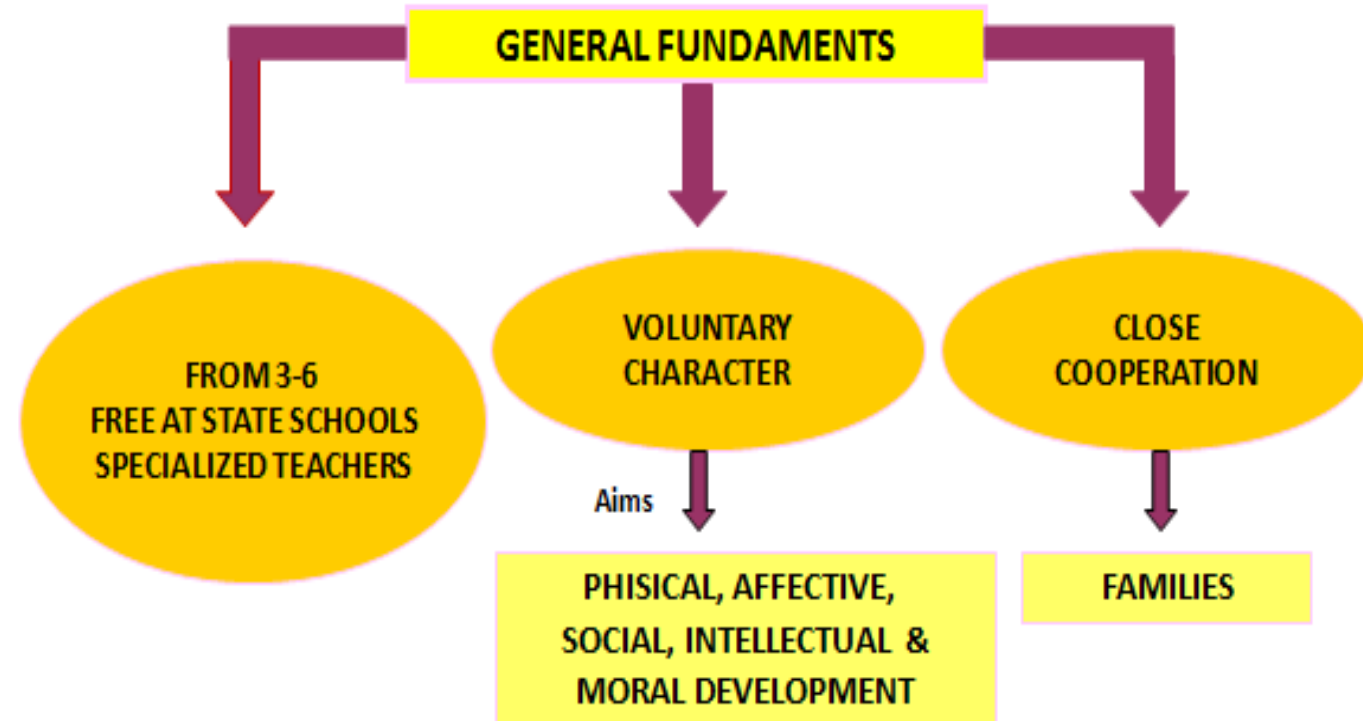 GENERAL FUNDAMENTS
FROM 3-6
FREE AT STATE SCHOOLS
SPECIALIZED TEACHERS
VOLUNTARY
CHARACTER
Aims
PHISICAL, AFFECTIVE,
SOCIAL, INTELLECTUAL &
MORAL DEVELOPMENT
CLOSE
COOPERATION
FAMILIES